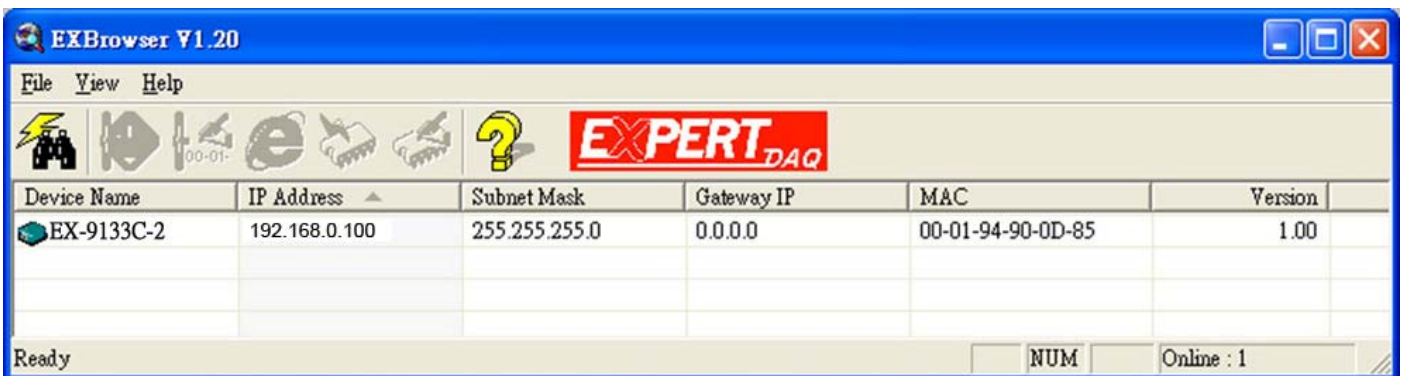 EXBrowser V1.20
File View Help
00-01-
EXPERT DAQ
Device Name IP Address Subnet Mask Gateway IP MAC Version
EX-9133C-2 192.168.0.100 255.255.255.0 0.0.0.0 00-01-94-90-0D-85 1.00
Ready NUM Online : 1